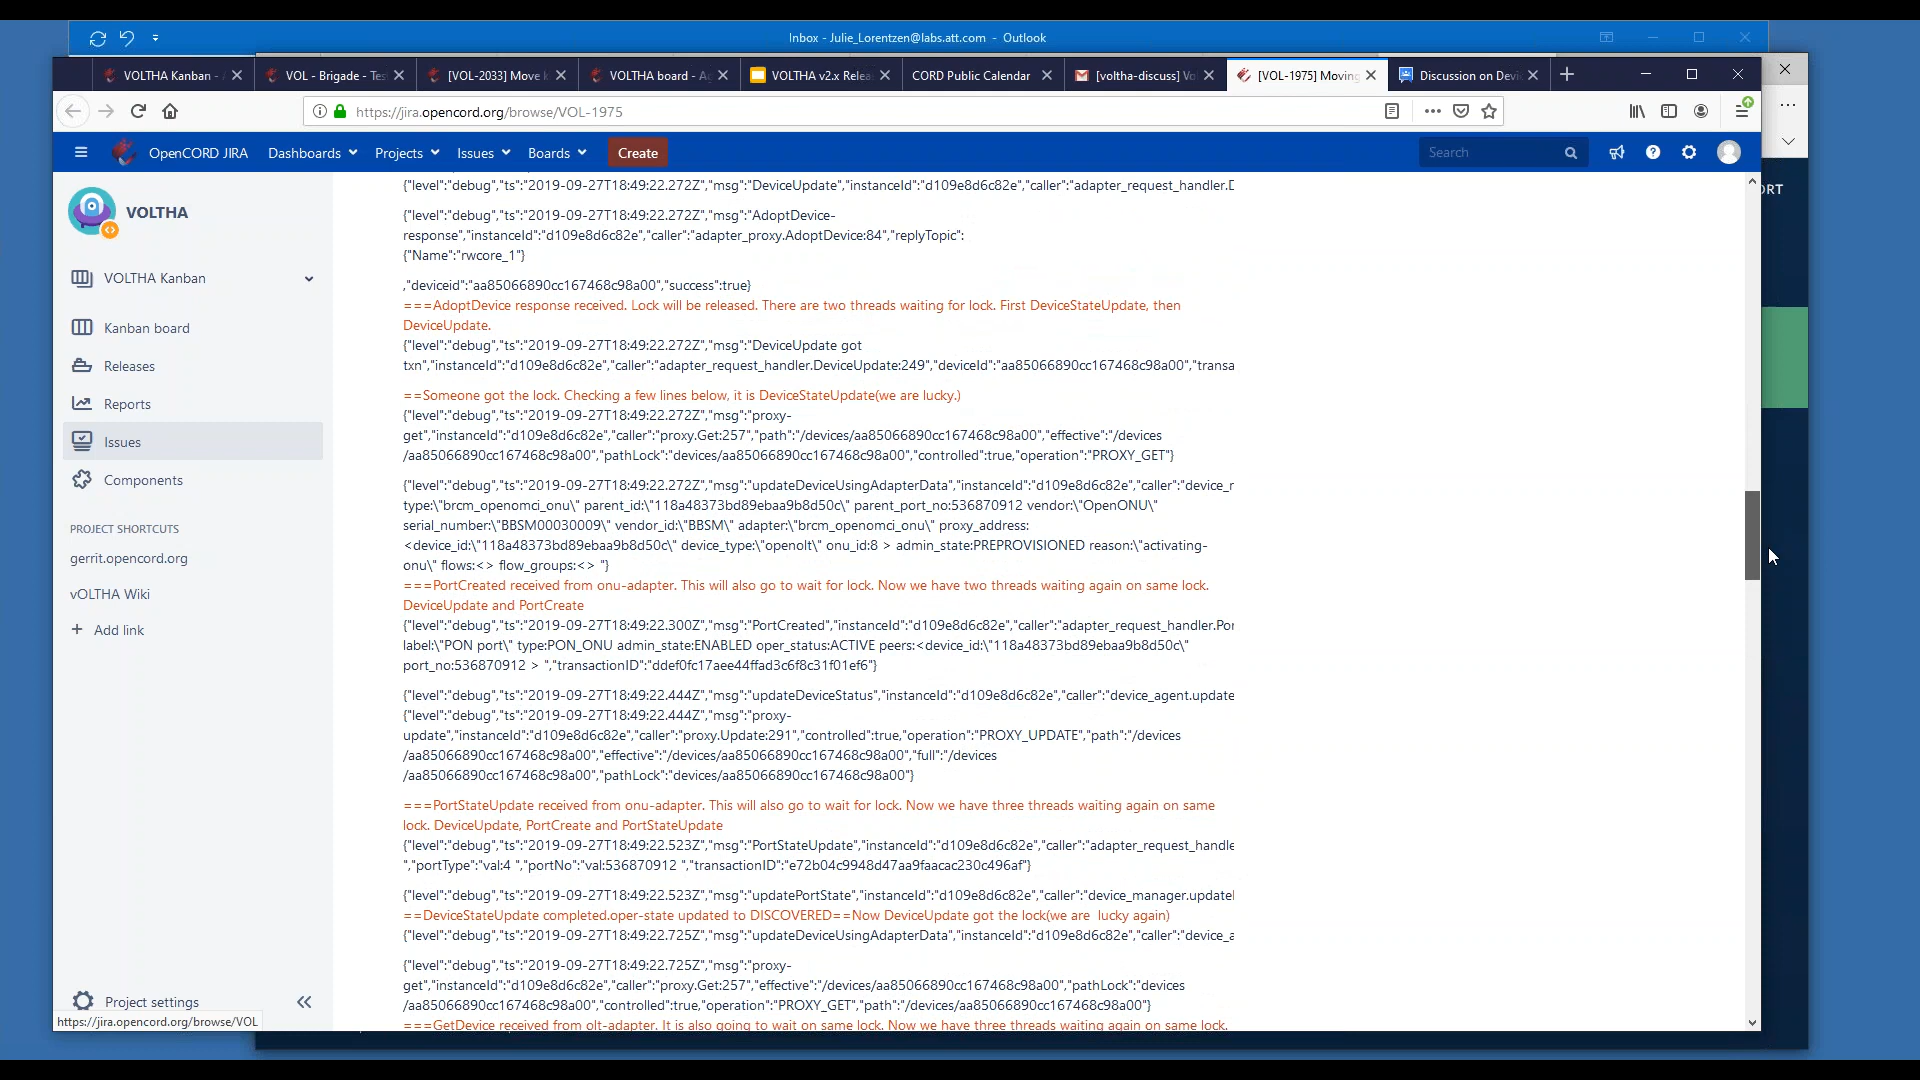 Inbox - Julie_Lorentzen@labs.att.com - Outlook
VOLTHA Kanban -
VOL - Brigade - Tes
[VOL-2033] Move k
VOLTHA board - A
VOLTHA v2.x Relea
CORD Public Calendar
[voltha-discuss] Vo
[VOL-1975] Moving
Discussion on Devi
https://jira.opencord.org/browse/VOL-1975
OpenCORD JIRA
Dashboards
Projects
Issues
Boards
Create
Search
ORT
VOLTHA
VOLTHA Kanban
Kanban board
Releases
Reports
Issues
Components
PROJECT SHORTCUTS
gerrit.opencord.org
vOLTHA Wiki
+ Add link
Project settings
https://jira.opencord.org/browse/VOL
{"level":"debug","ts":"2019-09-27T18:49:22.272Z","msg":"DeviceUpdate","instanceId":"d109e8d6c82e","caller":"adapter_request_handler.D
{"level":"debug","ts":"2019-09-27T18:49:22.272Z","msg":"AdoptDevice-
response","instanceId":"d109e8d6c82e","caller":"adapter_proxy.AdoptDevice:84","replyTopic":
{"Name":"rwcore_1"}
,"deviceid":"aa85066890cc167468c98a00","success":true}
===AdoptDevice response received. Lock will be released. There are two threads waiting for lock. First DeviceStateUpdate, then
DeviceUpdate.
{"level":"debug","ts":"2019-09-27T18:49:22.272Z","msg":"DeviceUpdate got
txn","instanceId":"d109e8d6c82e","caller":"adapter_request_handler.DeviceUpdate:249","deviceId":"aa85066890cc167468c98a00","transa
==Someone got the lock. Checking a few lines below, it is DeviceStateUpdate(we are lucky.)
{"level":"debug","ts":"2019-09-27T18:49:22.272Z","msg":"proxy-
get","instanceId":"d109e8d6c82e","caller":"proxy.Get:257","path":"/devices/aa85066890cc167468c98a00","effective":"/devices
/aa85066890cc167468c98a00","pathLock":"devices/aa85066890cc167468c98a00","controlled":true,"operation":"PROXY_GET"}
{"level":"debug","ts":"2019-09-27T18:49:22.272Z","msg":"updateDeviceUsingAdapterData","instanceId":"d109e8d6c82e","caller":"device_r
type:\"brcm_openomci_onu\" parent_id:\"118a48373bd89ebaa9b8d50c\" parent_port_no:536870912 vendor:\"OpenONU\"
serial_number:\"BBSM00030009\" vendor_id:\"BBSM\" adapter:\"brcm_openomci_onu\" proxy_address:
<device_id:\"118a48373bd89ebaa9b8d50c\" device_type:\"openolt\" onu_id:8 > admin_state:PREPROVISIONED reason:\"activating-
onu\" flows:<> flow_groups:<> "}
===PortCreated received from onu-adapter. This will also go to wait for lock. Now we have two threads waiting again on same lock.
DeviceUpdate and PortCreate
{"level":"debug","ts":"2019-09-27T18:49:22.300Z","msg":"PortCreated","instanceId":"d109e8d6c82e","caller":"adapter_request_handler.Por
label:\"PON port\" type:PON_ONU admin_state:ENABLED oper_status:ACTIVE peers:<device_id:\"118a48373bd89ebaa9b8d50c\"
port_no:536870912 > ","transactionID":"ddef0fc17aee44ffad3c6f8c31f01ef6"}
{"level":"debug","ts":"2019-09-27T18:49:22.444Z","msg":"updateDeviceStatus","instanceId":"d109e8d6c82e","caller":"device_agent.update
{"level":"debug","ts":"2019-09-27T18:49:22.444Z","msg":"proxy-
update","instanceId":"d109e8d6c82e","caller":"proxy.Update:291","controlled":true,"operation":"PROXY_UPDATE","path":"/devices
/aa85066890cc167468c98a00","effective":"/devices/aa85066890cc167468c98a00","full":"/devices
/aa85066890cc167468c98a00","pathLock":"devices/aa85066890cc167468c98a00"}
===PortStateUpdate received from onu-adapter. This will also go to wait for lock. Now we have three threads waiting again on same
lock. DeviceUpdate, PortCreate and PortStateUpdate
{"level":"debug","ts":"2019-09-27T18:49:22.523Z","msg":"PortStateUpdate","instanceId":"d109e8d6c82e","caller":"adapter_request_handle
","portType":"val:4 ","portNo":"val:536870912 ","transactionID":"e72b04c9948d47aa9faacac230c496af"}
{"level":"debug","ts":"2019-09-27T18:49:22.523Z","msg":"updatePortState","instanceId":"d109e8d6c82e","caller":"device_manager.updatel
==DeviceStateUpdate completed.oper-state updated to DISCOVERED==Now DeviceUpdate got the lock(we are lucky again)
{"level":"debug","ts":"2019-09-27T18:49:22.725Z","msg":"updateDeviceUsingAdapterData","instanceId":"d109e8d6c82e","caller":"device_a
{"level":"debug","ts":"2019-09-27T18:49:22.725Z","msg":"proxy-
get","instanceId":"d109e8d6c82e","caller":"proxy.Get:257","effective":"/devices/aa85066890cc167468c98a00","pathLock":"devices
/aa85066890cc167468c98a00","controlled":true,"operation":"PROXY_GET","path":"/devices/aa85066890cc167468c98a00"}
===GetDevice received from olt-adapter. It is also going to wait on same lock. Now we have three threads waiting again on same lock.